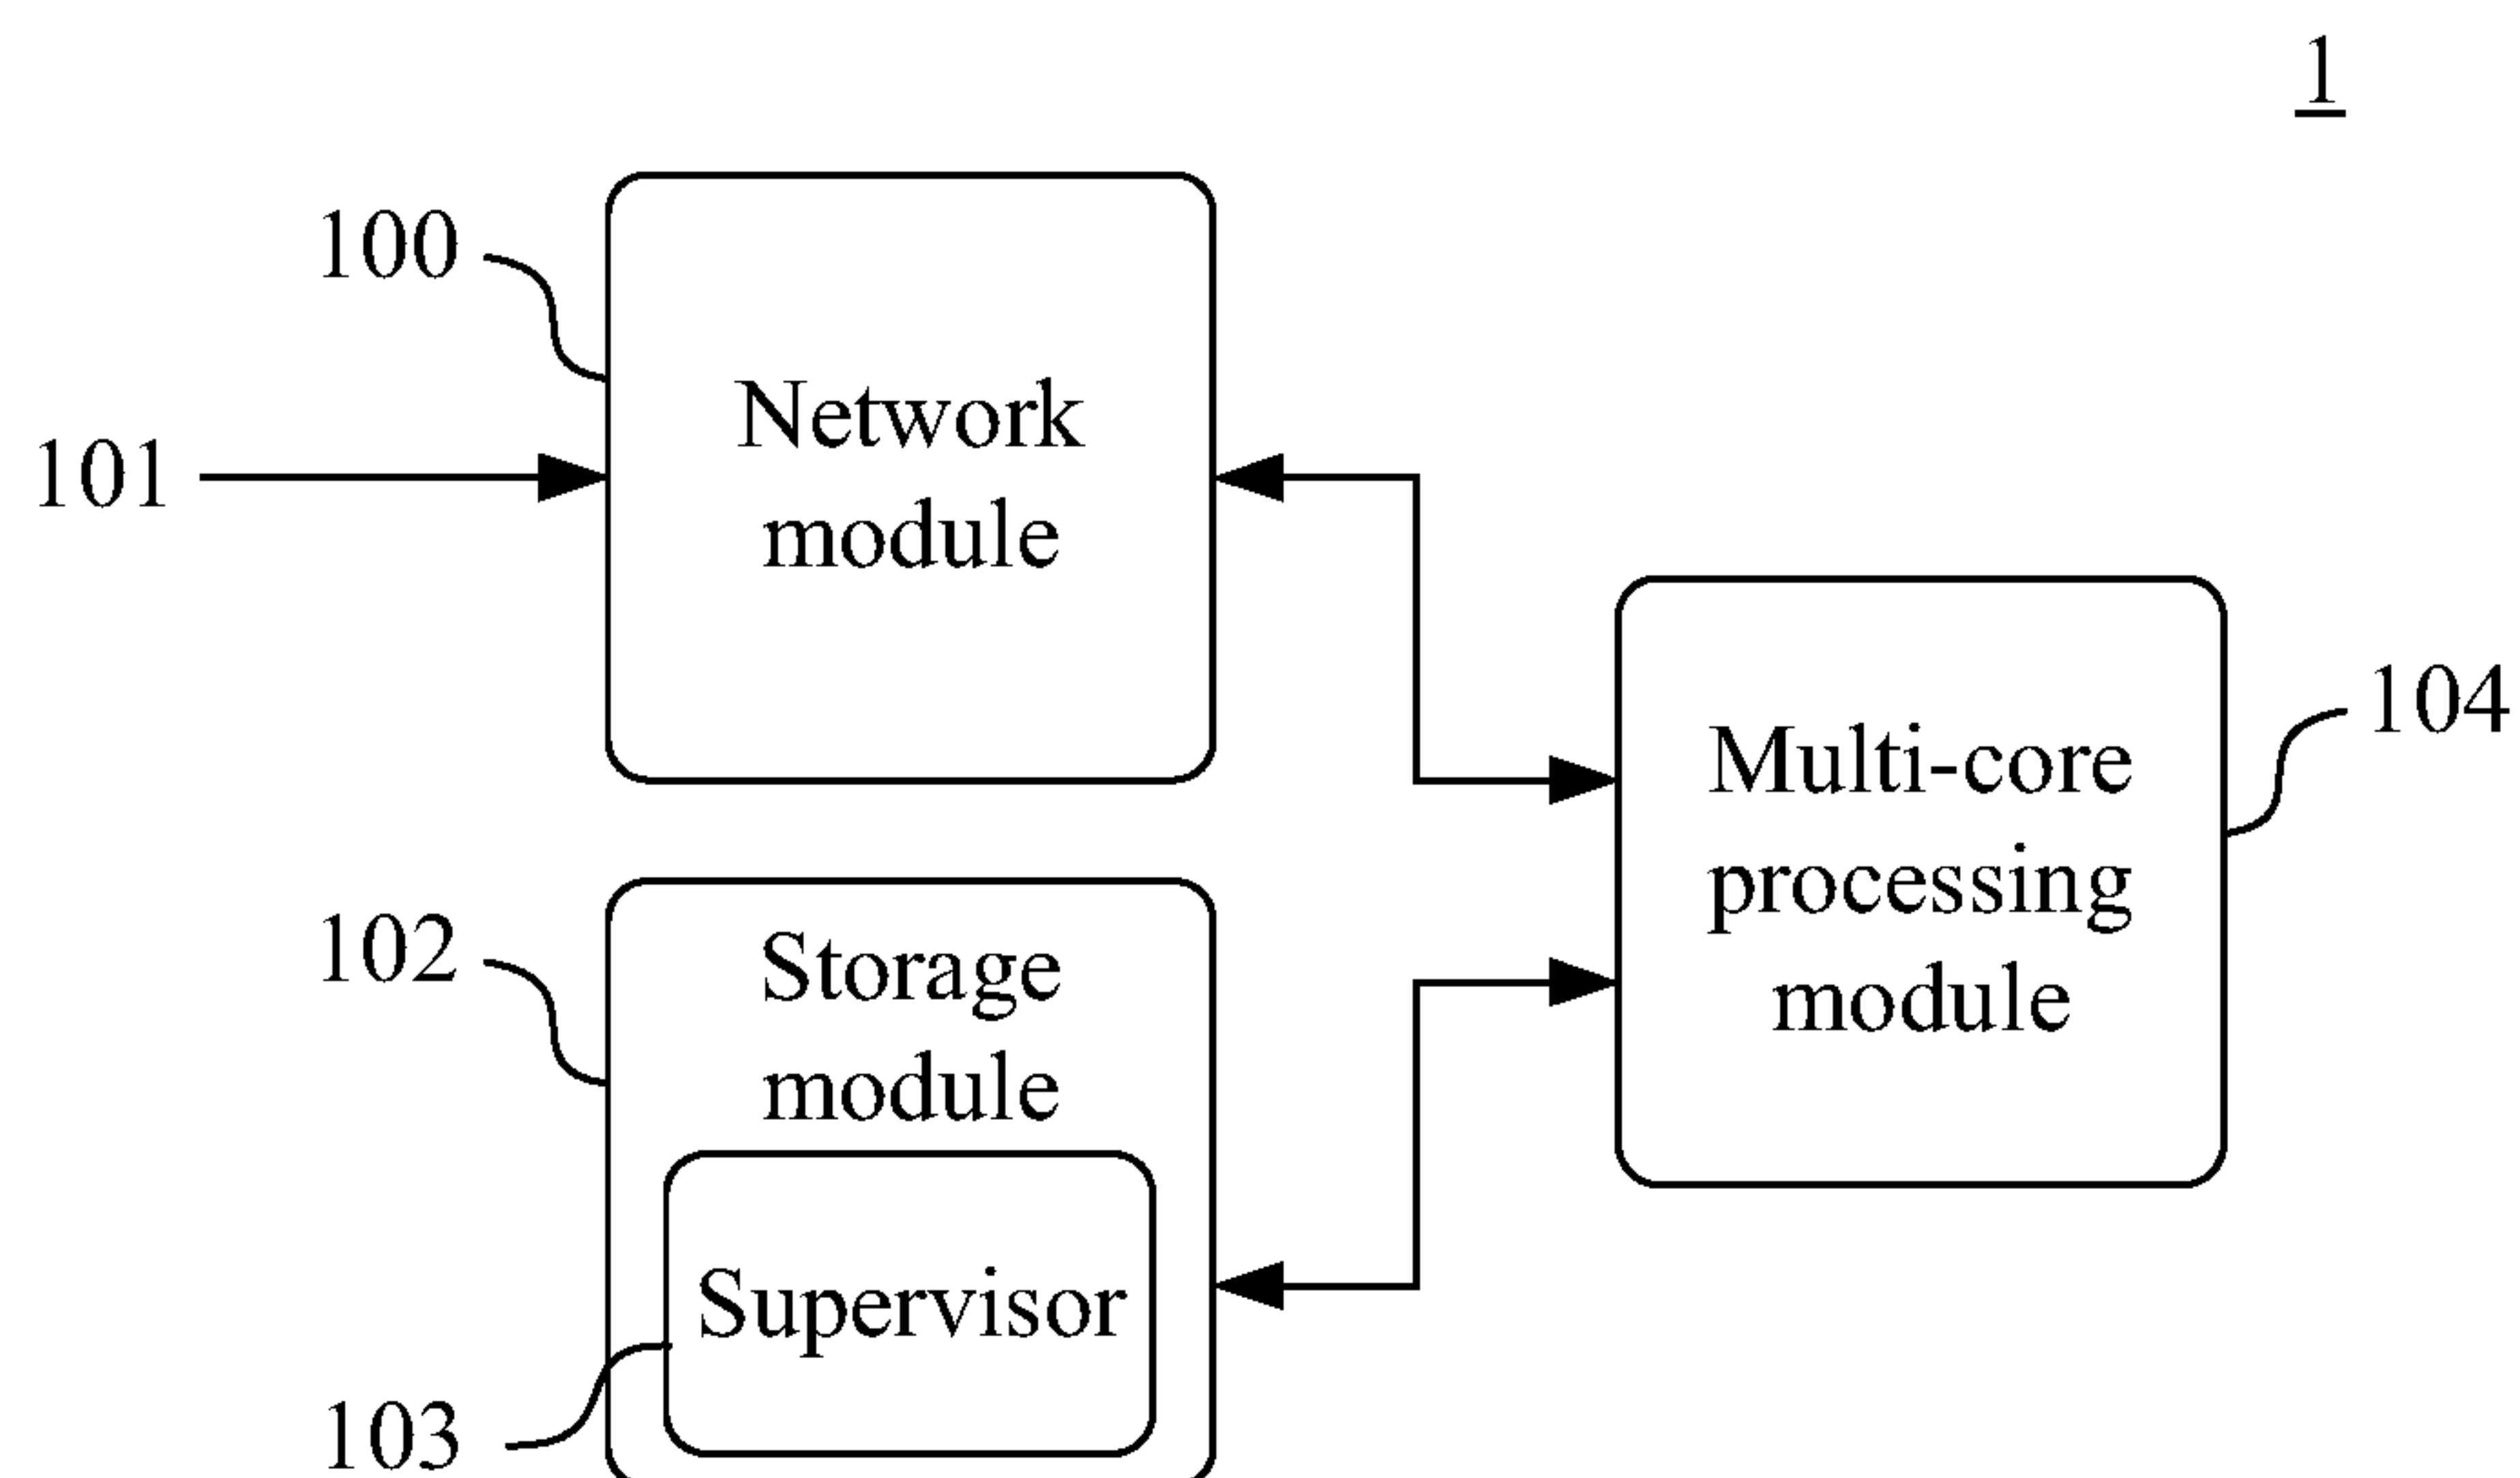 1
100
Network
module
101
Multi-core
processing
module
104
102
Storage
module
Supervisor
103